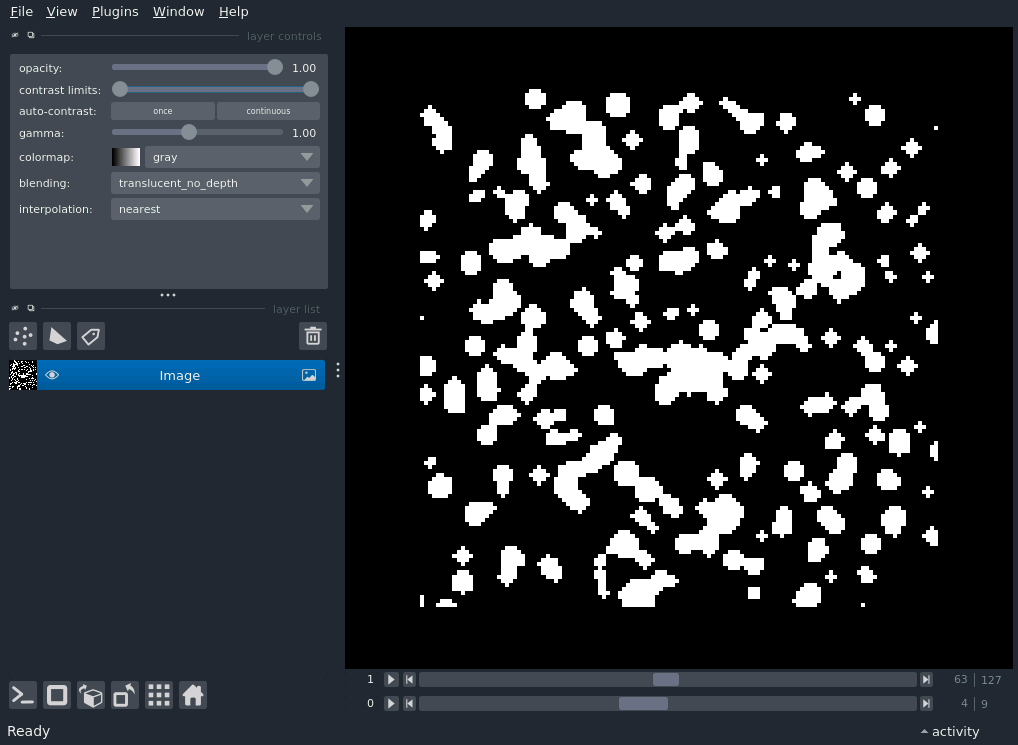 File View Plugins Window Help
layer controls
opacity: 1.00
contrast limits:
auto-contrast: once continuous
gamma: 1.00
colormap: gray
blending: translucent_no_depth
interpolation: nearest
layer list
Image
1 63 127
0 4 9
Ready activity